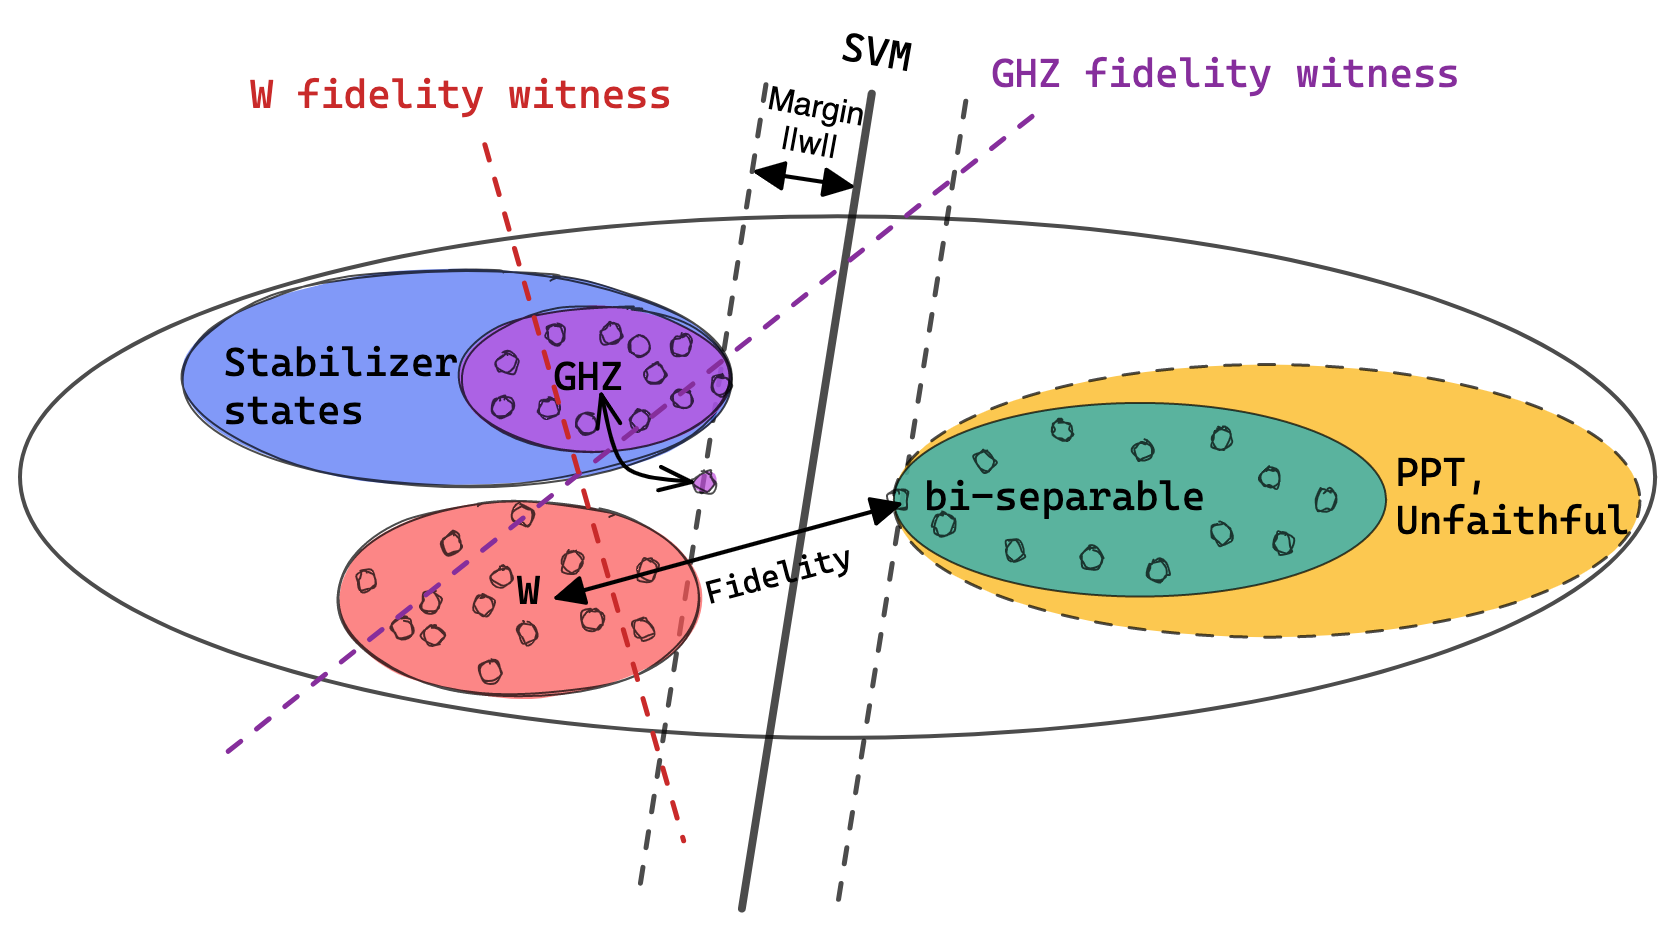 SVM
W fidelity witness
GHZ fidelity witness
Margin
||w||
Stabilizer
states
GHZ
W
Fidelity
bi-separable
PPT,
Unfaithful